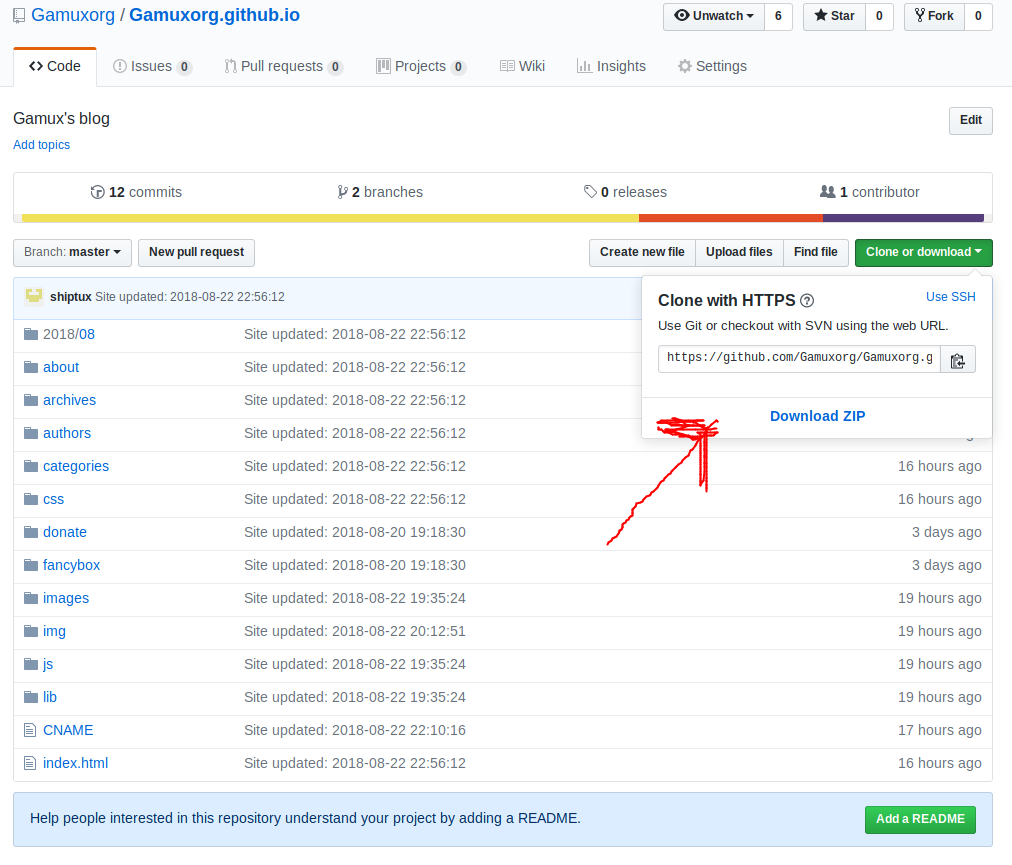 Gamuxorg / Gamuxorg.github.io
Unwatch 6 Star 0 Fork 0
Code Issues 0 Pull requests 0 Projects 0 Wiki Insights Settings
Gamux's blog
Edit
Add topics
12 commits 2 branches 0 releases 1 contributor
Branch: master New pull request Create new file Upload files Find file Clone or download
shiptux Site updated: 2018-08-22 22:56:12
Clone with HTTPS Use SSH
Use Git or checkout with SVN using the web URL.
https://github.com/Gamuxorg/Gamuxorg.g
Download ZIP
2018/08 Site updated: 2018-08-22 22:56:12
about Site updated: 2018-08-22 22:56:12
archives Site updated: 2018-08-22 22:56:12
authors Site updated: 2018-08-22 22:56:12
categories Site updated: 2018-08-22 22:56:12 16 hours ago
css Site updated: 2018-08-22 22:56:12 16 hours ago
donate Site updated: 2018-08-20 19:18:30 3 days ago
fancybox Site updated: 2018-08-20 19:18:30 3 days ago
images Site updated: 2018-08-22 19:35:24 19 hours ago
img Site updated: 2018-08-22 20:12:51 19 hours ago
js Site updated: 2018-08-22 19:35:24 19 hours ago
lib Site updated: 2018-08-22 19:35:24 19 hours ago
CNAME Site updated: 2018-08-22 22:10:16 17 hours ago
index.html Site updated: 2018-08-22 22:56:12 16 hours ago
Help people interested in this repository understand your project by adding a README. Add a README